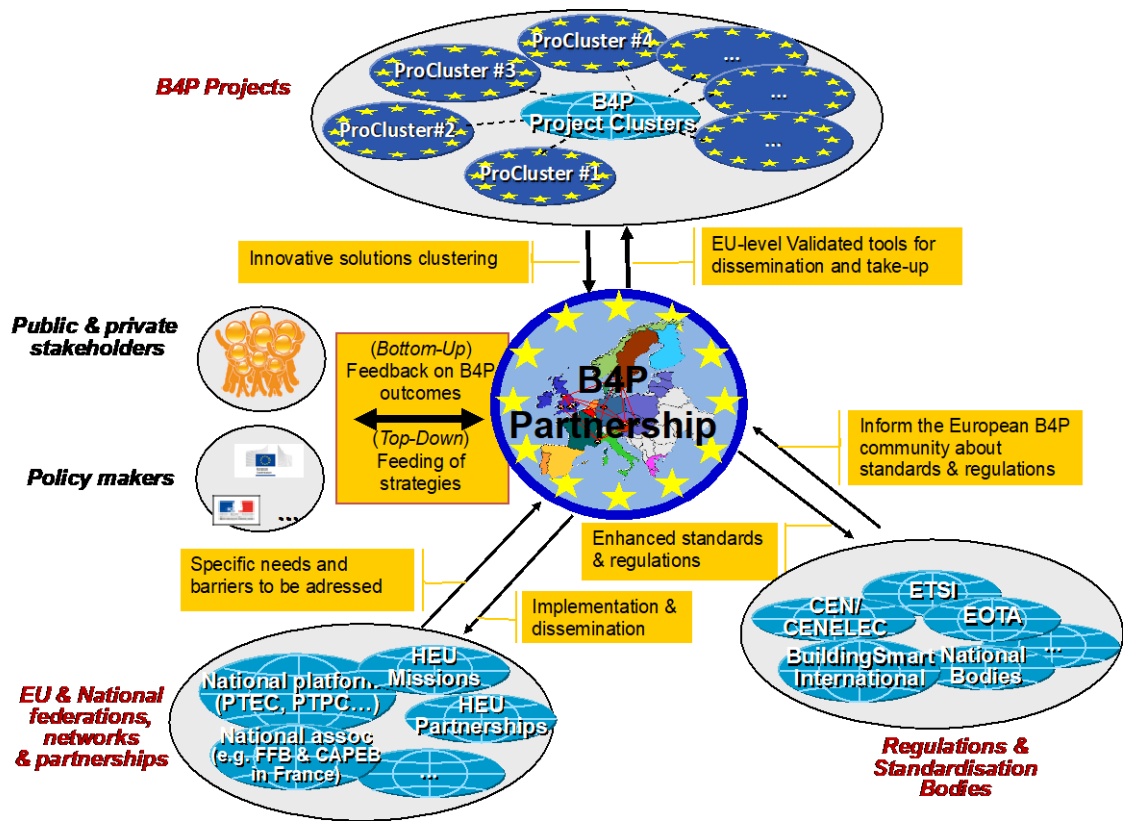 ProCluster #4
...
ProCluster #3
...
B4P Projects
B4P
Project Clusters
ProCluster#2
...
ProCluster #1
Innovative solutions clustering
EU-level Validated tools for
dissemination and take-up
Public & private
stakeholders
(Bottom-Up)
Feedback on B4P
outcomes
(Top-Down)
Feeding of
strategies
B4P
Partnership
Policy makers
...
Inform the European B4P
community about
standards & regulations
Enhanced standards
& regulations
Specific needs and
barriers to be adressed
Implementation &
dissemination
ETSI
CEN/
CENELEC
EOTA
...
BuildingSmart
International
National
Bodies
HEU
Missions
National platform
(PTEC, PTPC...)
HEU
Partnerships
National assoc
(e.g. FFB & CAPEB
in France)
...
EU & National
federations,
networks
& partnerships
Regulations &
Standardisation
Bodies